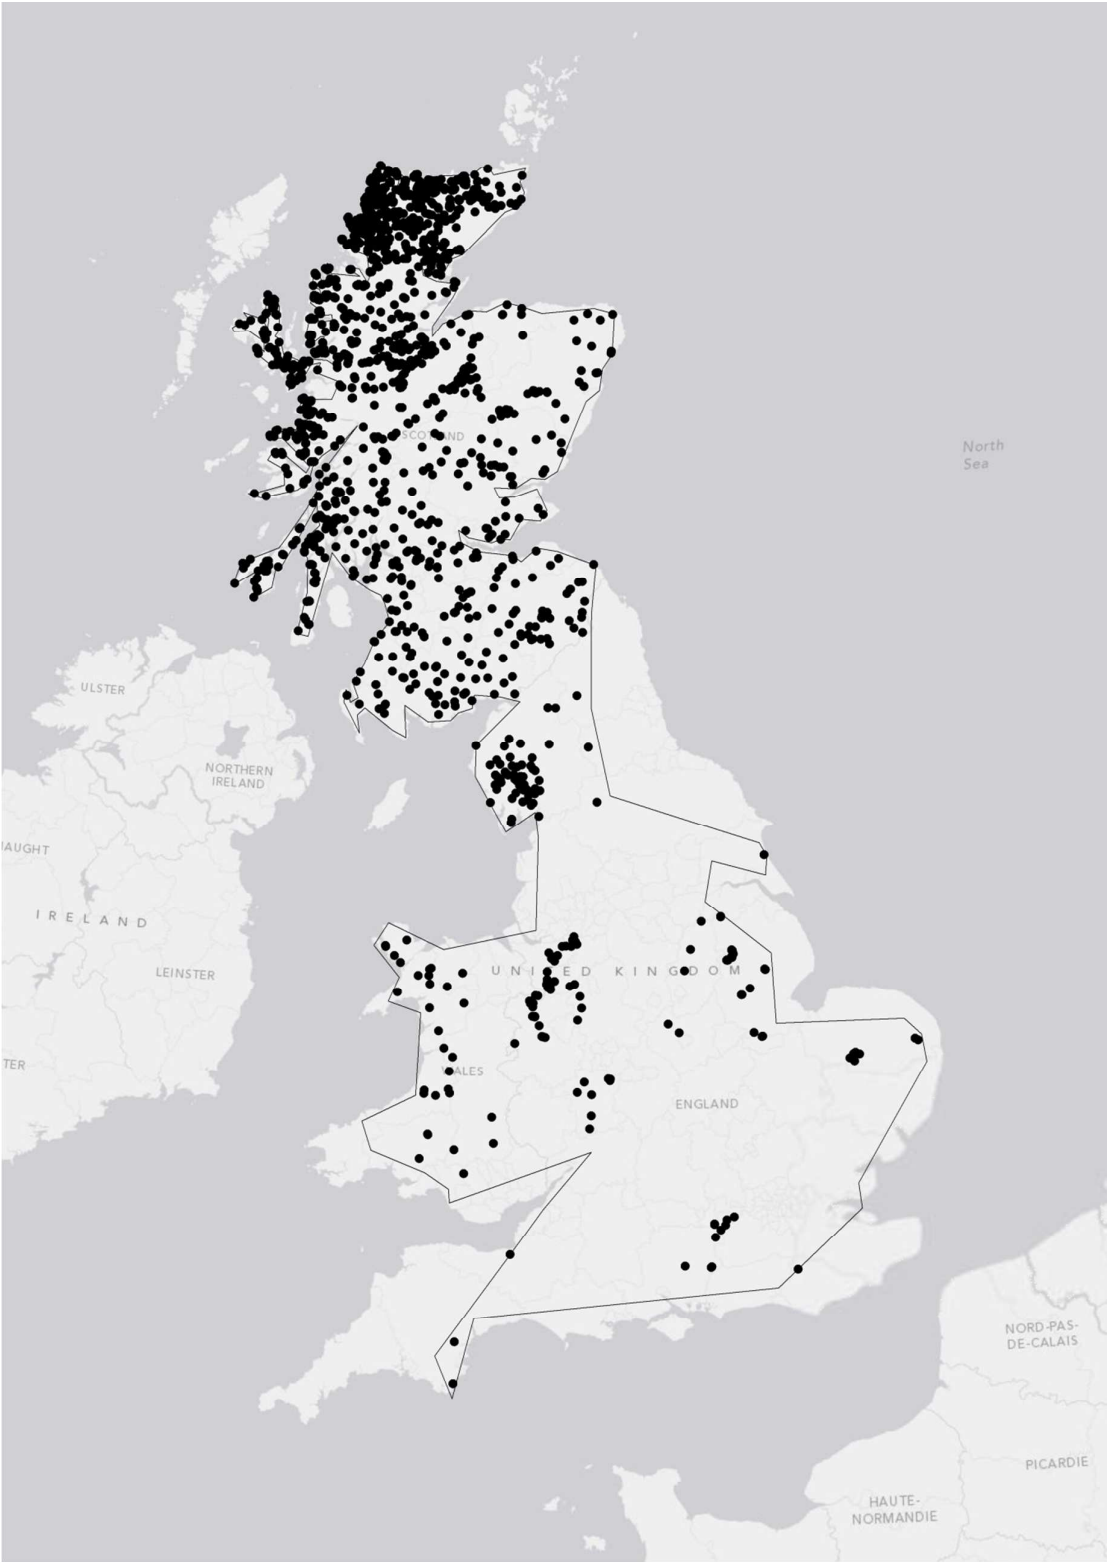 North
Sea
SCOTLAND
ULSTER
NORTHERN
IRELAND
NAUGHT
IRELAND
LEINSTER
UNITED KINGDOM
TER
WALES
ENGLAND
NORD-PAS-
DE-CALAIS
PICARDIE
HAUTE-
NORMANDIE